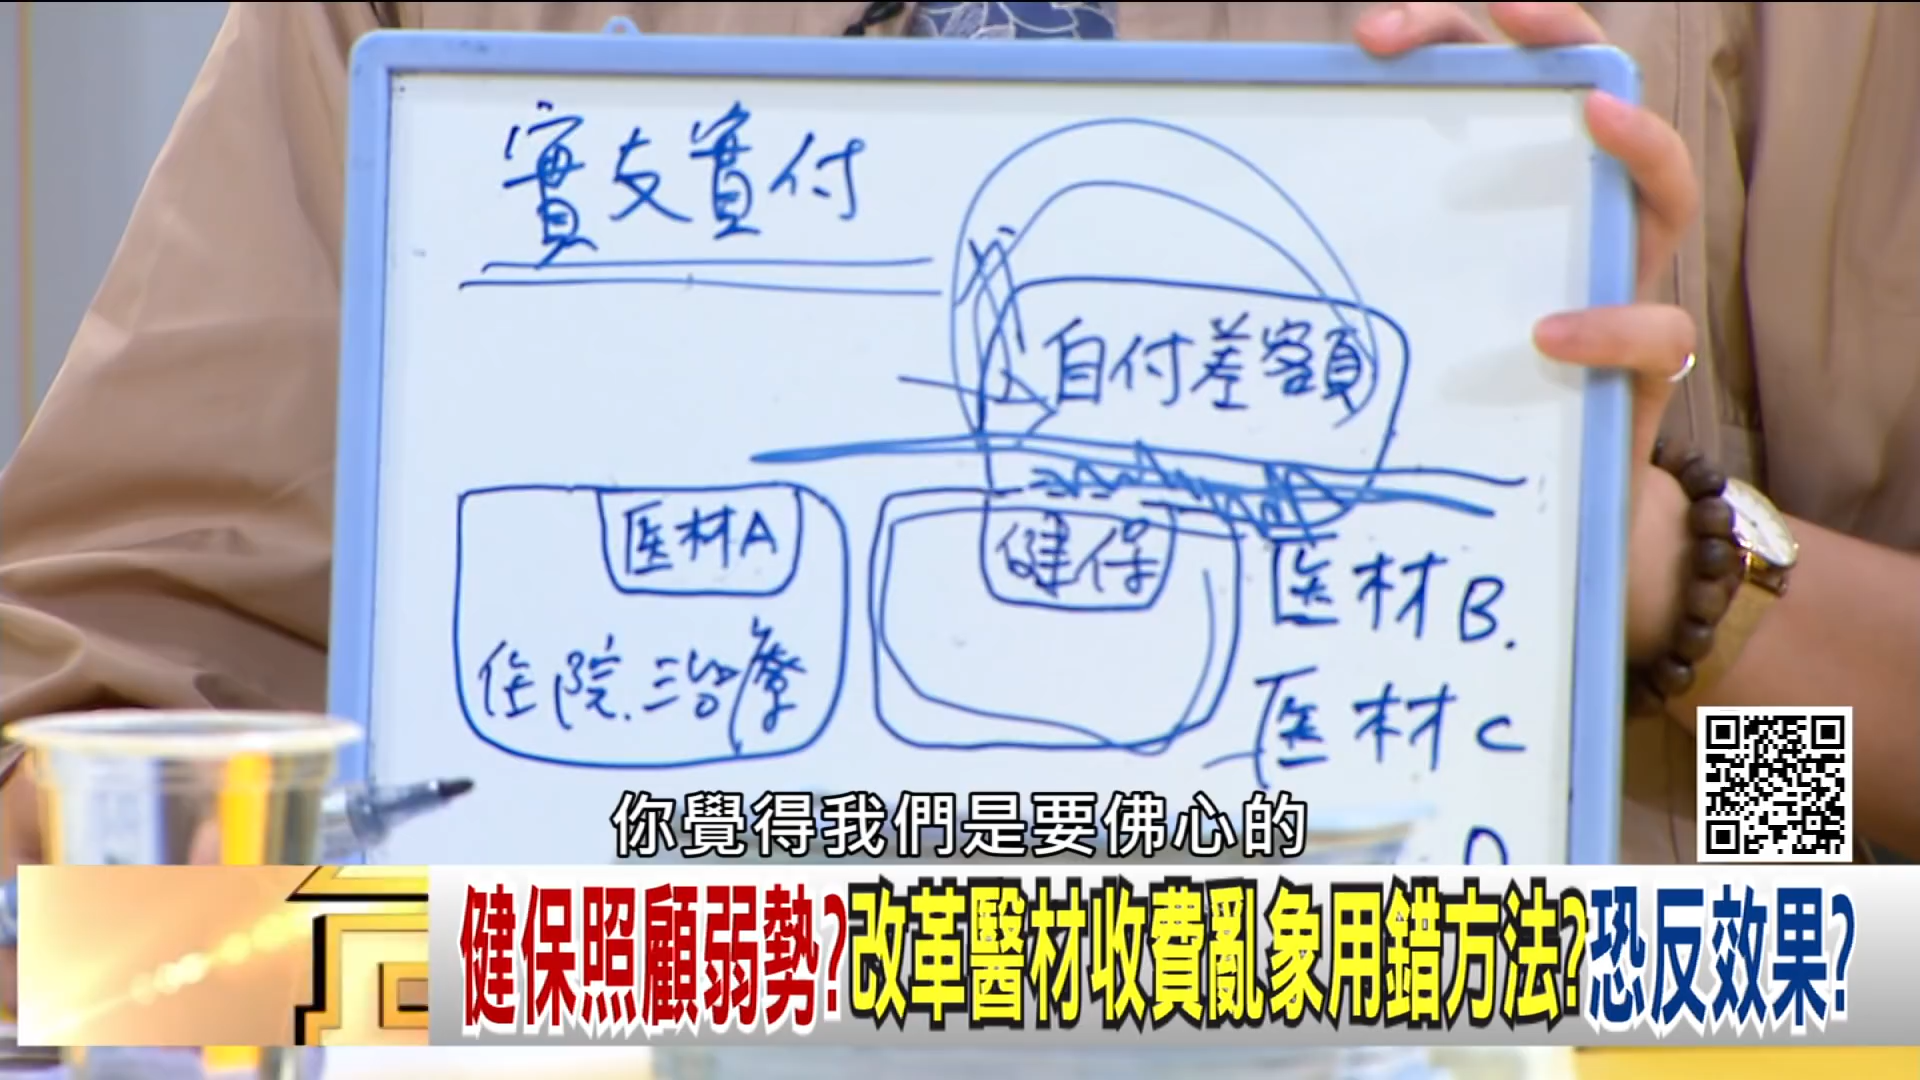 實支實付
自付差額
医材A
健保
医材B.
住院.治療
医材C
D
你覺得我們是要佛心的
健保照顧弱勢?改革醫材收費亂象用錯方法?恐反效果?